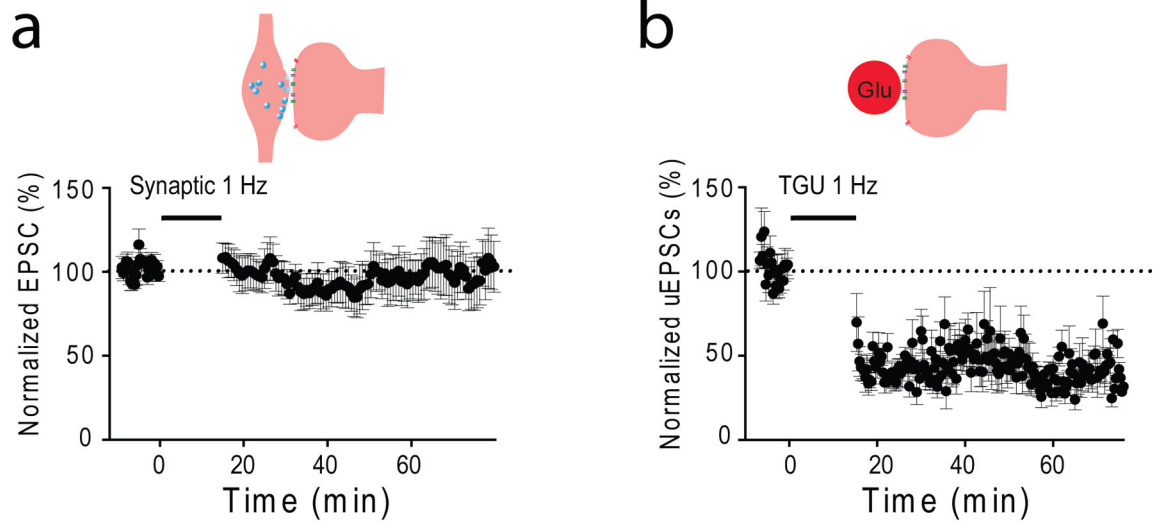 a
Synaptic 1 Hz
Normalized EPSC (%)
150
100
50
0
0 20 40 60
Time (min)
b
Glu
TGU 1 Hz
Normalized uEPSCs (%)
150
100
50
0
0 20 40 60
Time (min)